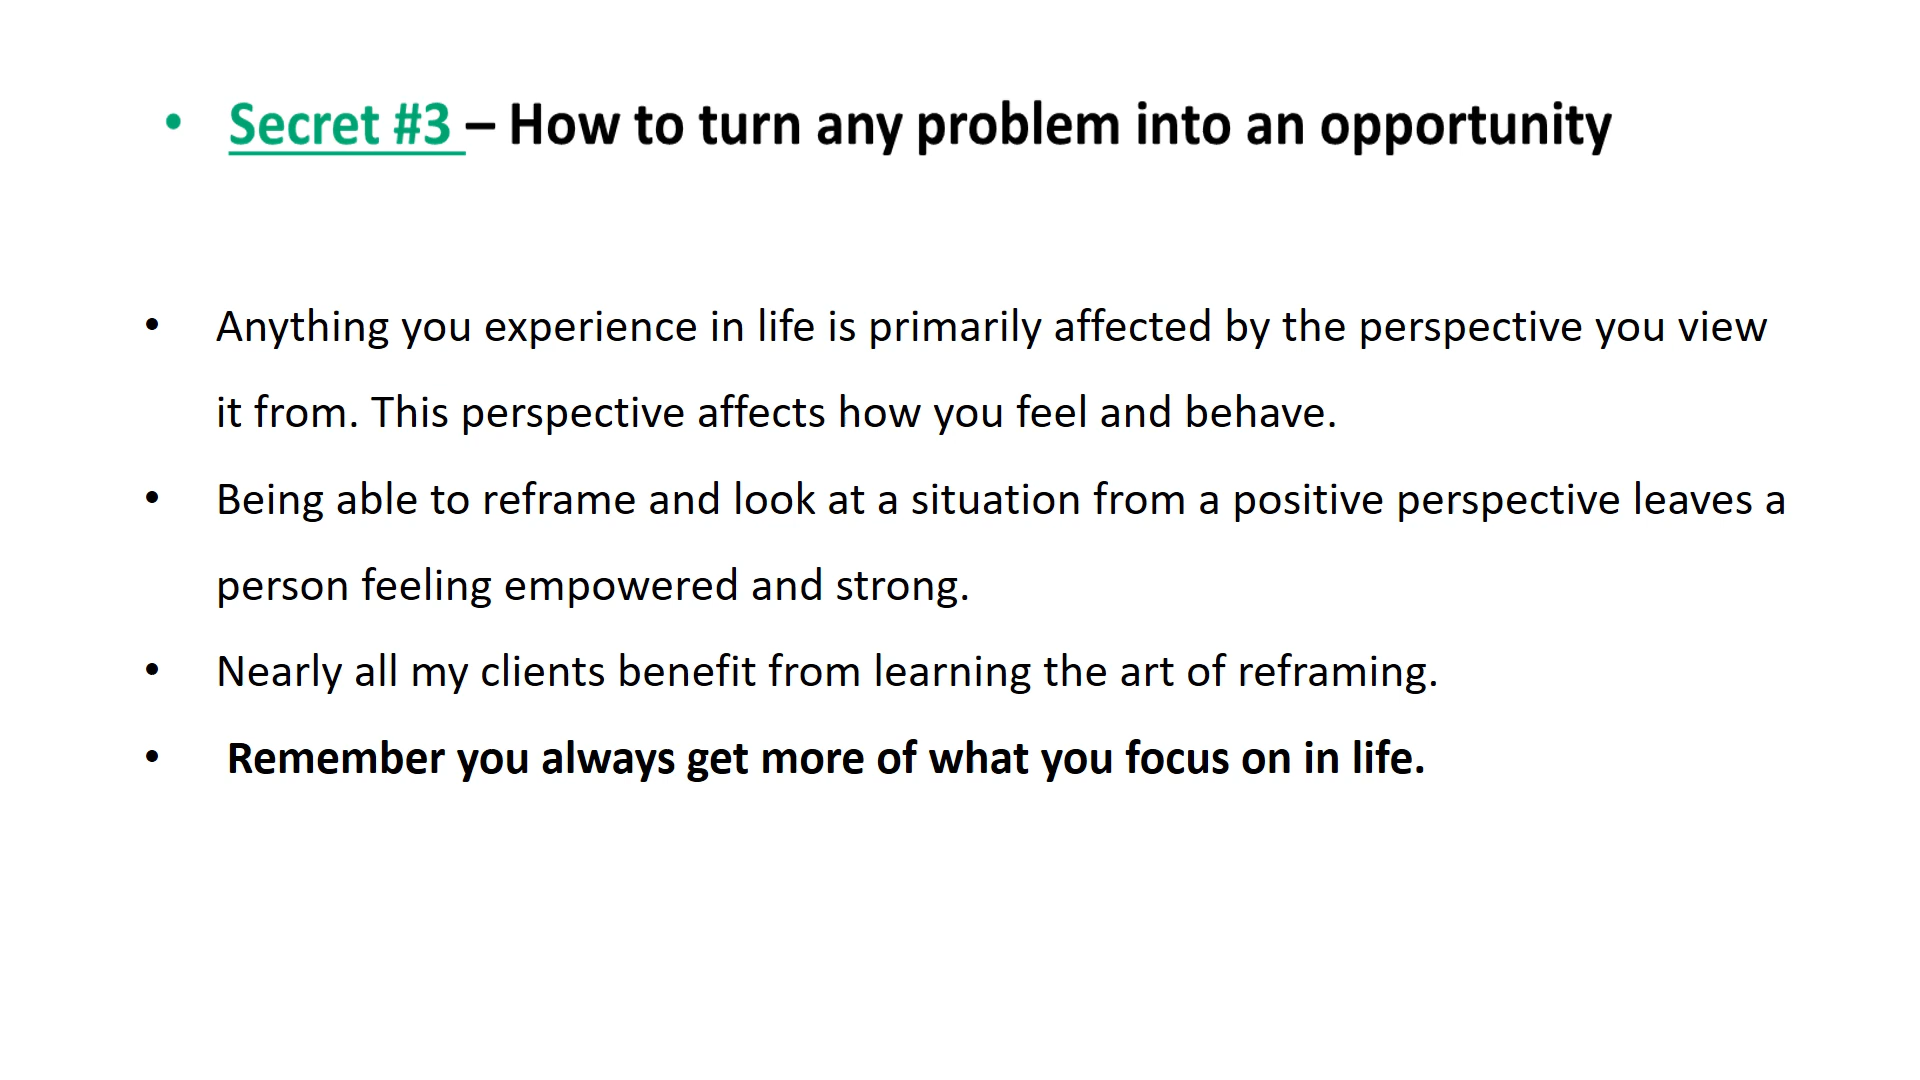 • Secret #3 – How to turn any problem into an opportunity
• Anything you experience in life is primarily affected by the perspective you view
it from. This perspective affects how you feel and behave.
• Being able to reframe and look at a situation from a positive perspective leaves a
person feeling empowered and strong.
• Nearly all my clients benefit from learning the art of reframing.
• Remember you always get more of what you focus on in life.